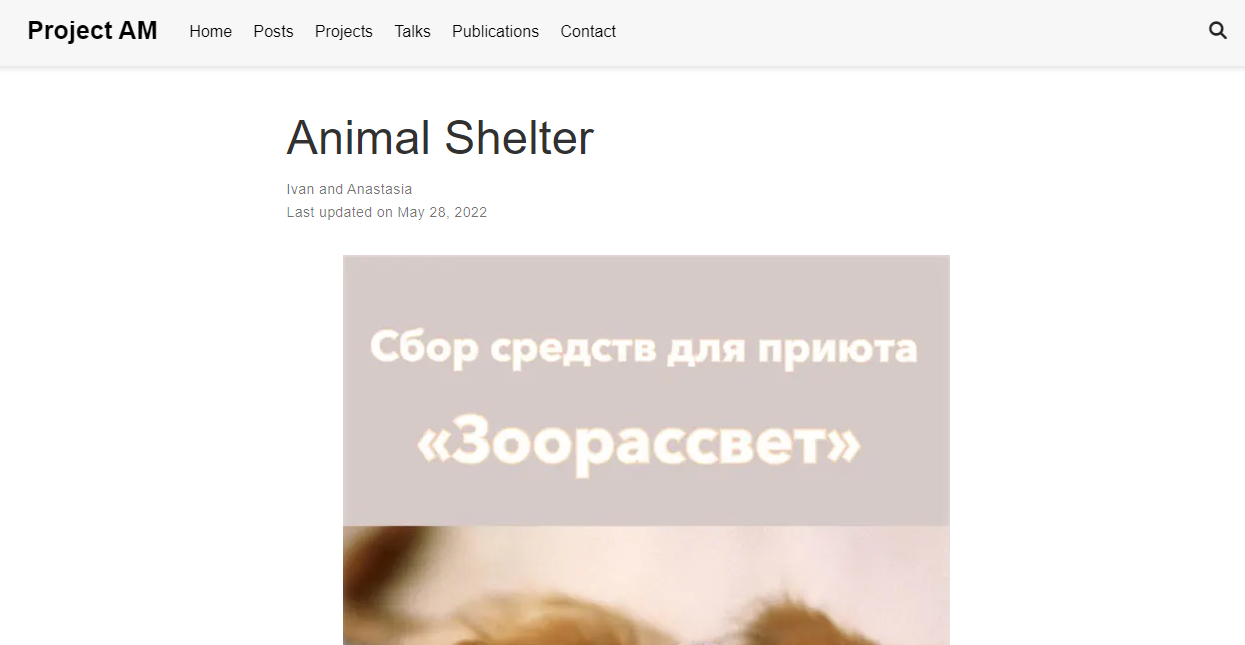 Project AM Home Posts Projects Talks Publications Contact
Animal Shelter
Ivan and Anastasia
Last updated on May 28, 2022
Сбор средств для приюта
«Зоорассвет»